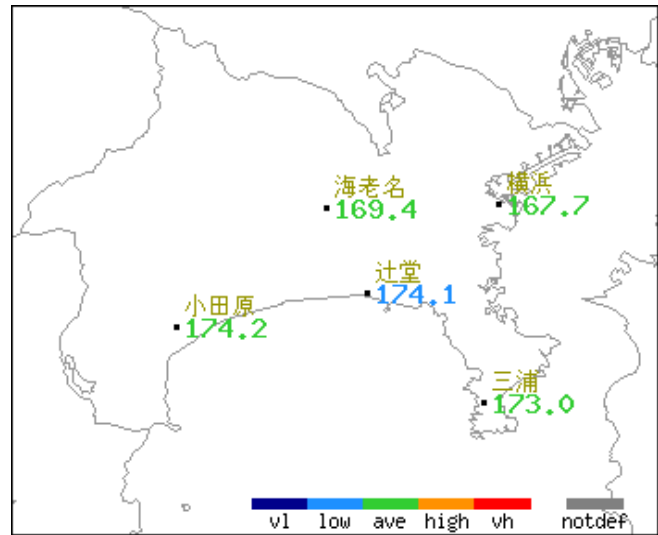 海老名
169.4
横浜
167.7
辻堂
174.1
小田原
174.2
三浦
173.0
vl low ave high vh notdef